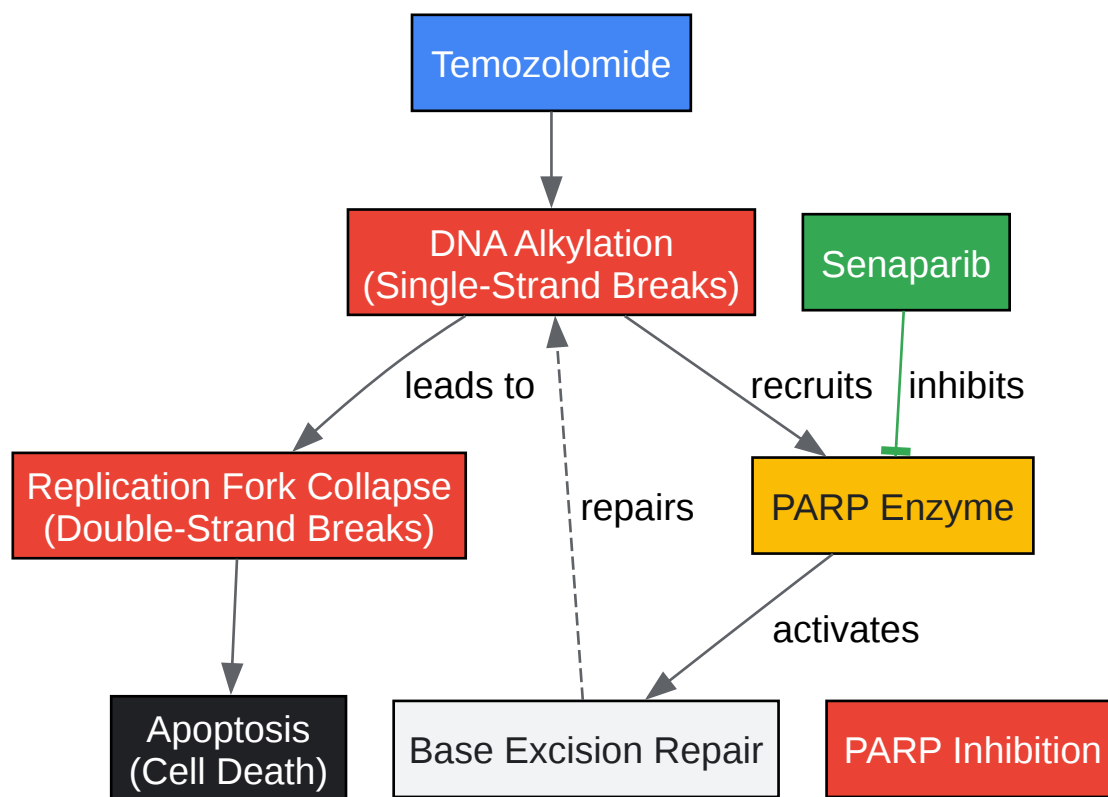 Temozolomide
DNA Alkylation
(Single-Strand Breaks)
Senaparib
leads to
recruits
inhibits
Replication Fork Collapse
(Double-Strand Breaks)
repairs
PARP Enzyme
activates
Apoptosis
(Cell Death)
Base Excision Repair
PARP Inhibition